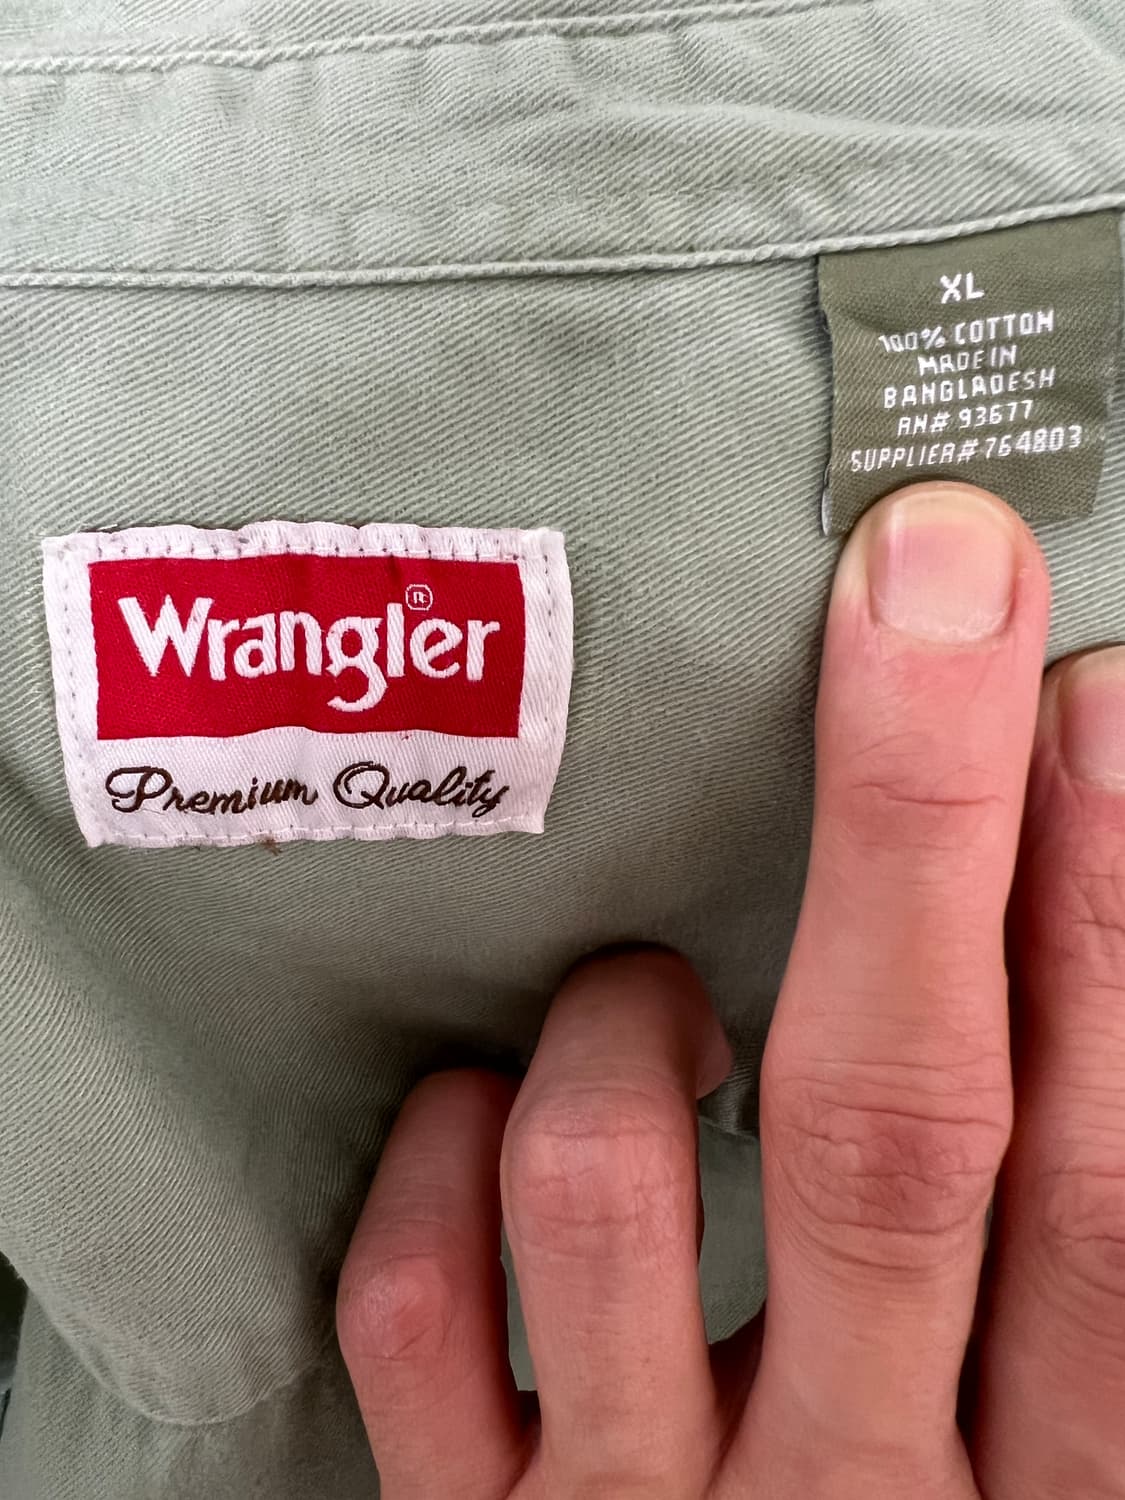 XL
100% COTTON
MADE IN
BANGLADESH
RN# 93677
SUPPLIER# 764803
Wrangler®
Premium Quality